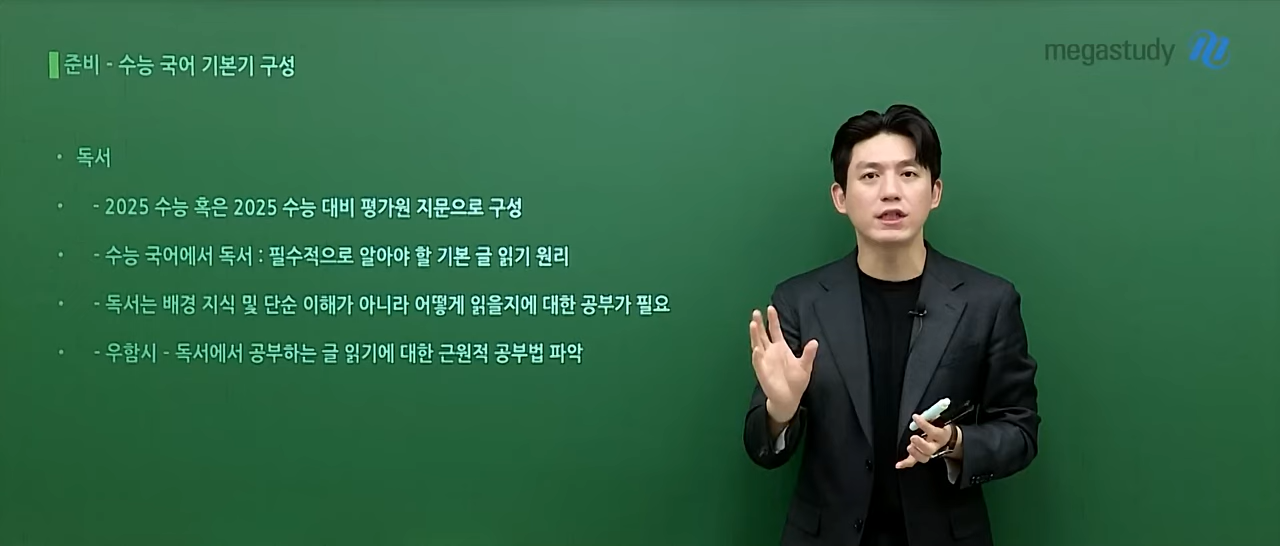 준비 - 수능 국어 기본기 구성
megastudy
• 독서
• - 2025 수능 혹은 2025 수능 대비 평가원 지문으로 구성
• - 수능 국어에서 독서 : 필수적으로 알아야 할 기본 글 읽기 원리
• - 독서는 배경 지식 및 단순 이해가 아니라 어떻게 읽을지에 대한 공부가 필요
• - 우함시 - 독서에서 공부하는 글 읽기에 대한 근원적 공부법 파악